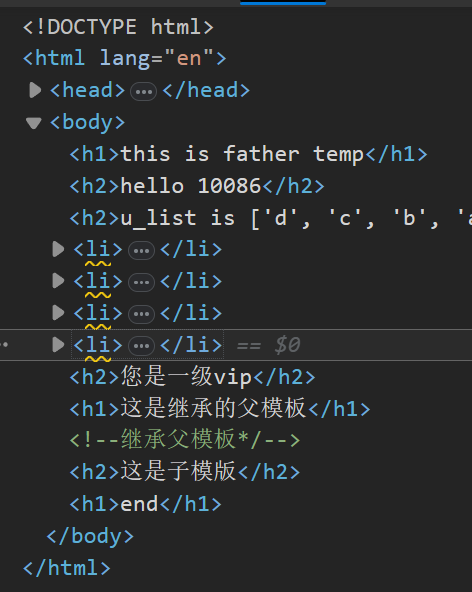 <!DOCTYPE html>
<html lang="en">
<head>…</head>
<body>
<h1>this is father temp</h1>
<h2>hello 10086</h2>
<h2>u_list is ['d', 'c', 'b', '
<li>…</li>
<li>…</li>
<li>…</li>
<li>…</li> == $0
<h2>您是一级vip</h2>
<h1>这是继承的父模板</h1>
<!--继承父模板*/-->
<h2>这是子模版</h2>
<h1>end</h1>
</body>
</html>